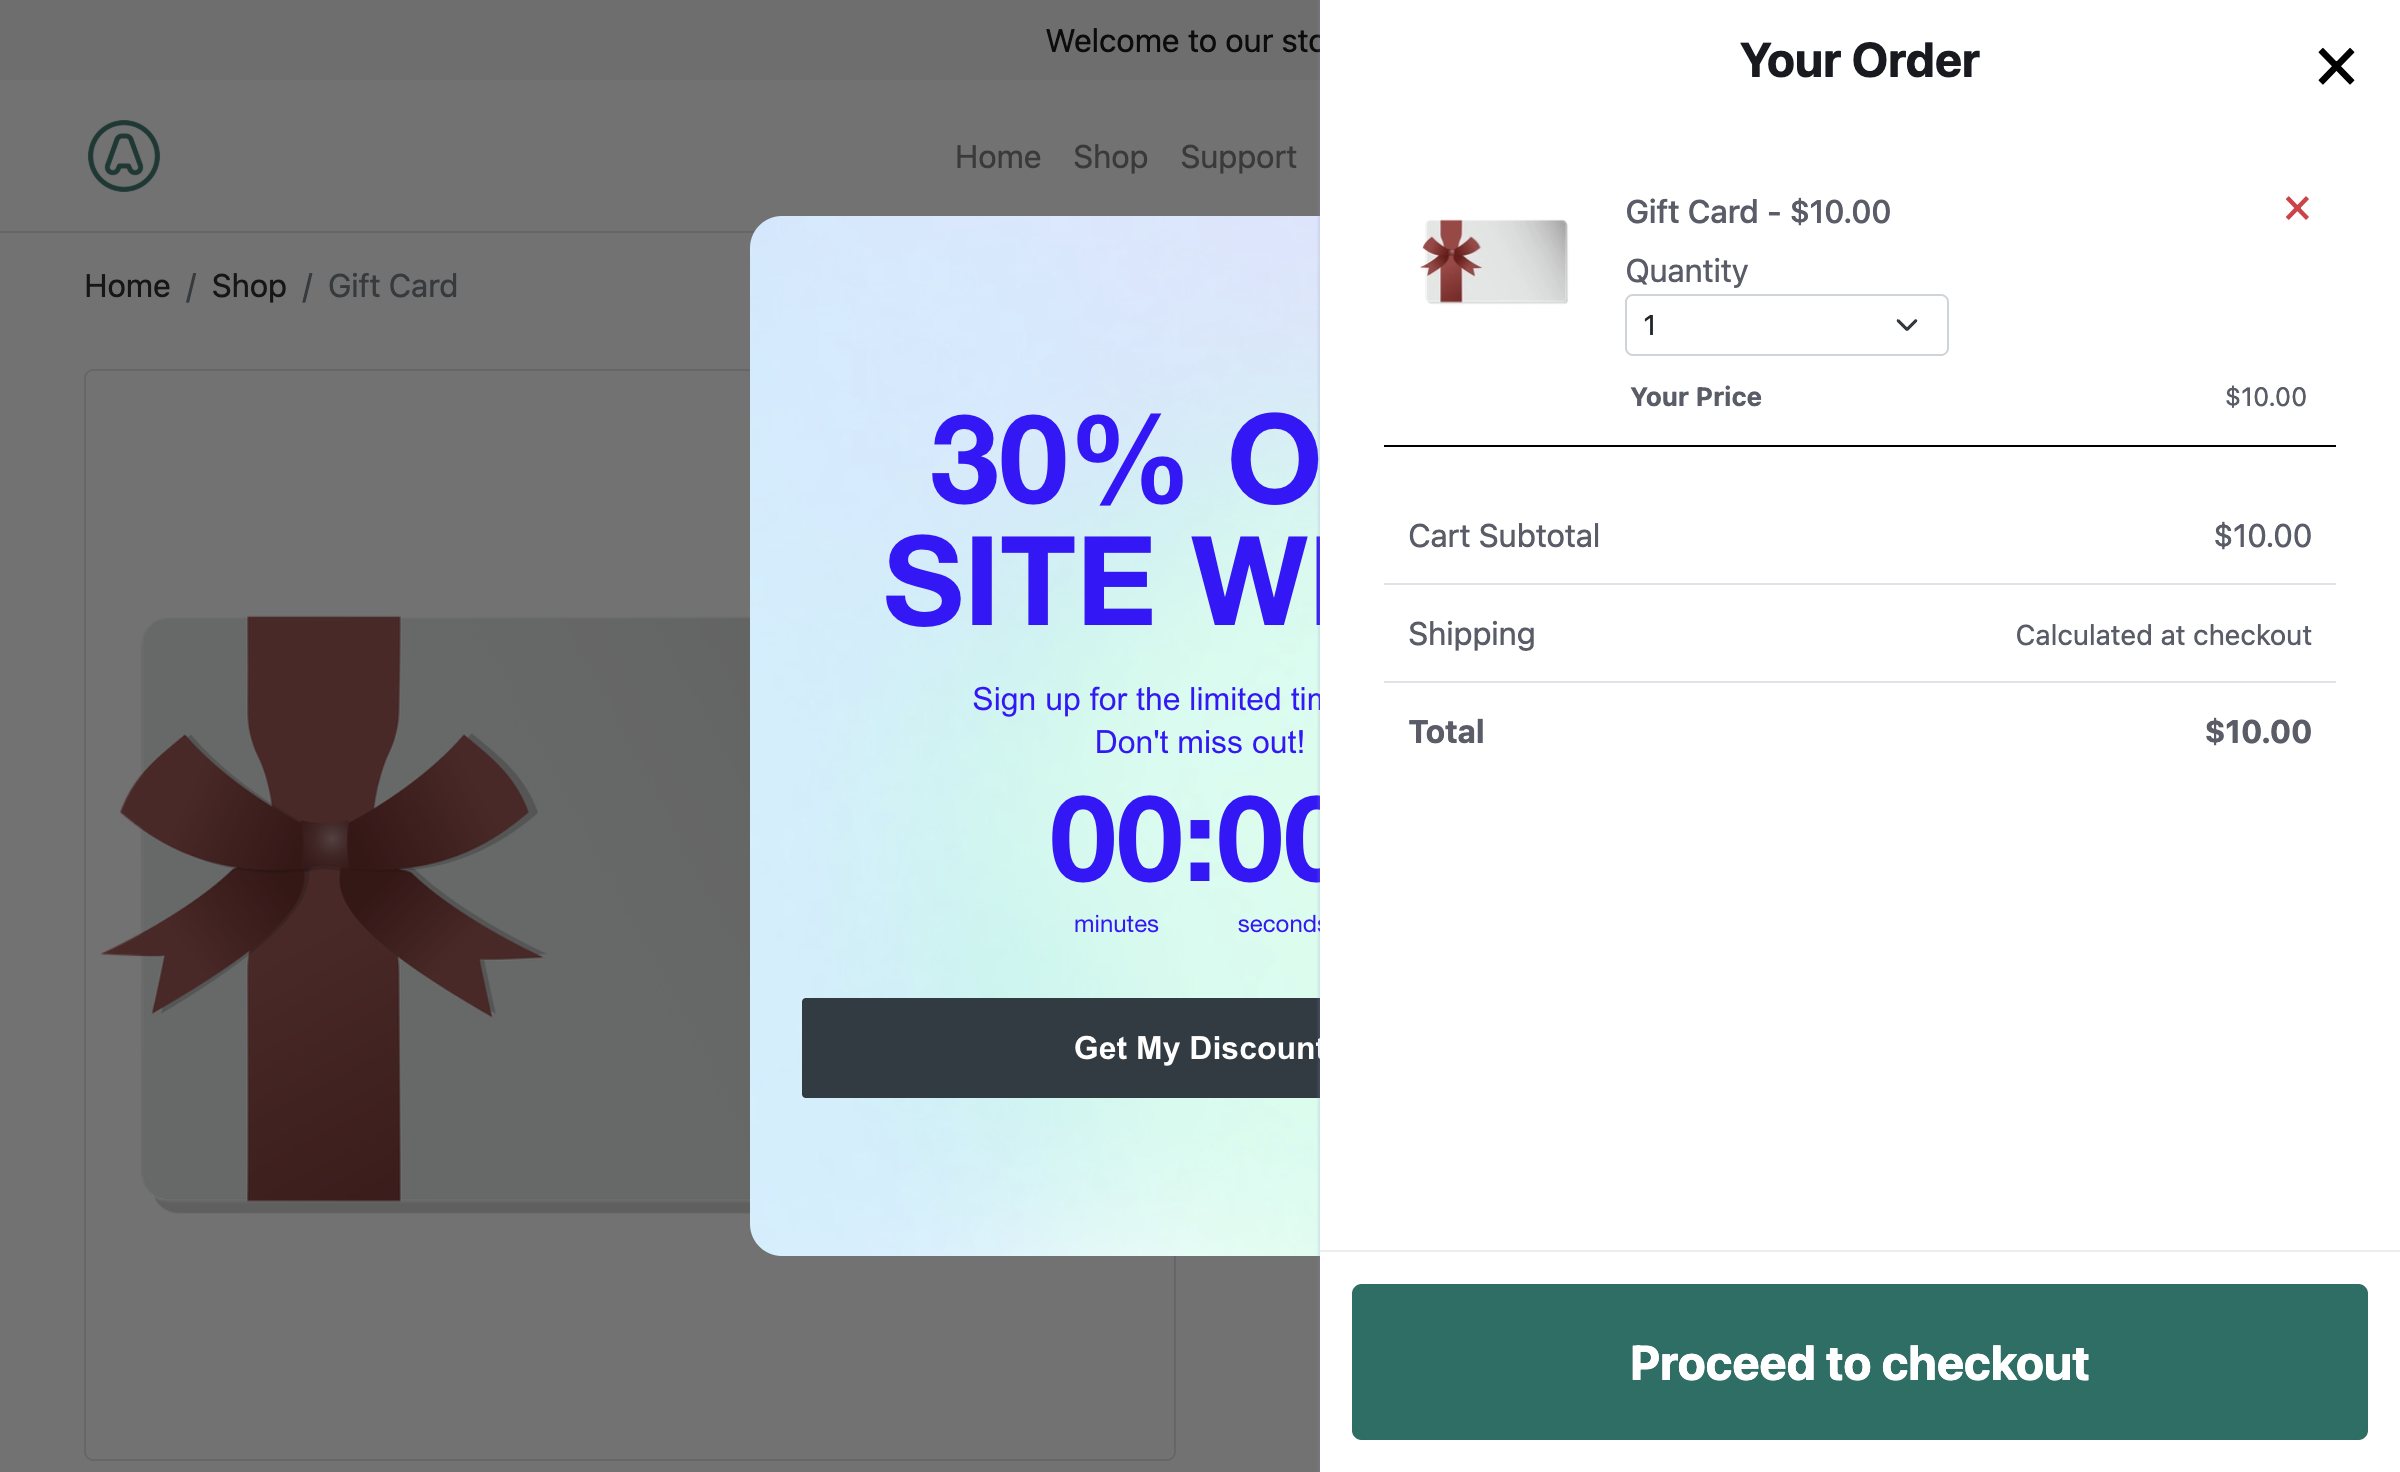 Welcome to our
Home Shop Support
Home / Shop / Gift Card
30%
SITE
Sign up for the limited
Don't miss out!
00:00
minutes seconds
Get My Discount
Your Order
Gift Card - $10.00
Quantity
1
Your Price $10.00
Cart Subtotal $10.00
Shipping Calculated at checkout
Total $10.00
Proceed to checkout